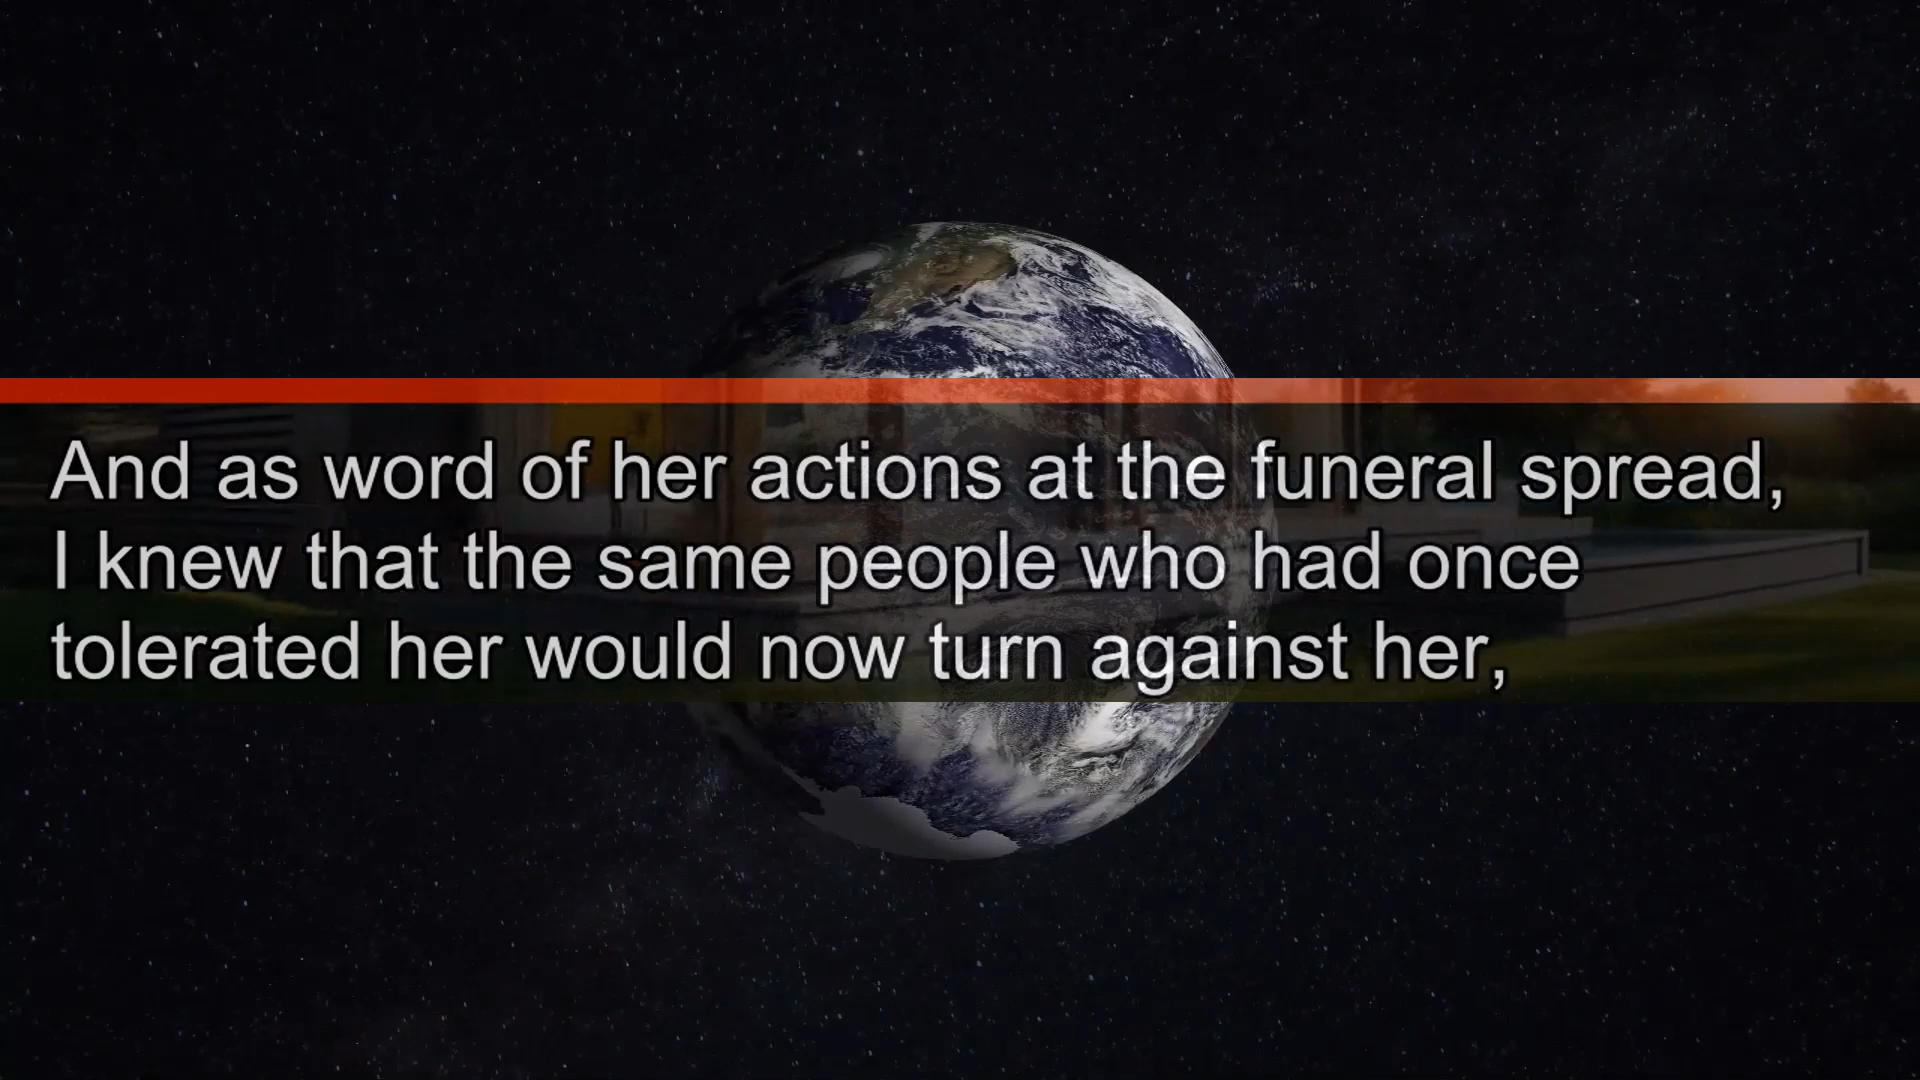 And as word of her actions at the funeral spread,
I knew that the same people who had once
tolerated her would now turn against her,